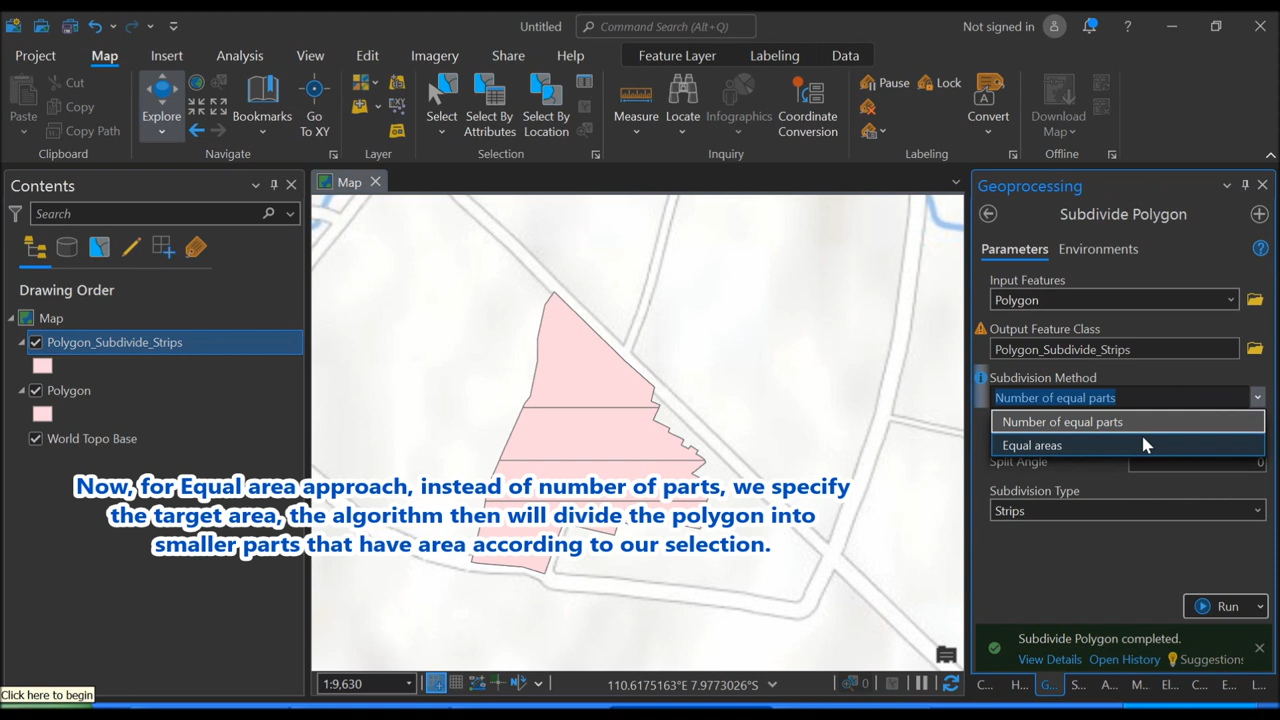 Untitled
Command Search (Alt+Q)
Not signed in
Project
Map
Insert
Analysis
View
Edit
Imagery
Share
Help
Feature Layer
Labeling
Data
Paste
Cut
Copy
Copy Path
Clipboard
Explore
Bookmarks
Go
To XY
Navigate
Layer
Select
Select By
Attributes
Select By
Location
Selection
Measure
Locate
Infographics
Coordinate
Conversion
Inquiry
Pause
Lock
Convert
Labeling
Download
Map
Offline
Contents
Search
Drawing Order
Map
Polygon_Subdivide_Strips
Polygon
World Topo Base
Map
Now, for Equal area approach, instead of number of parts, we specify
the target area, the algorithm then will divide the polygon into
smaller parts that have area according to our selection.
1:9,630
110.6175163°E 7.9773026°S
0
Geoprocessing
Subdivide Polygon
Parameters
Environments
Input Features
Polygon
Output Feature Class
Polygon_Subdivide_Strips
Subdivision Method
Number of equal parts
Number of equal parts
Equal areas
Split Angle
0
Subdivision Type
Strips
Run
Subdivide Polygon completed.
View Details
Open History
Suggestions
C...
H...
G...
S...
A...
M...
El...
C...
E...
L...
Click here to begin